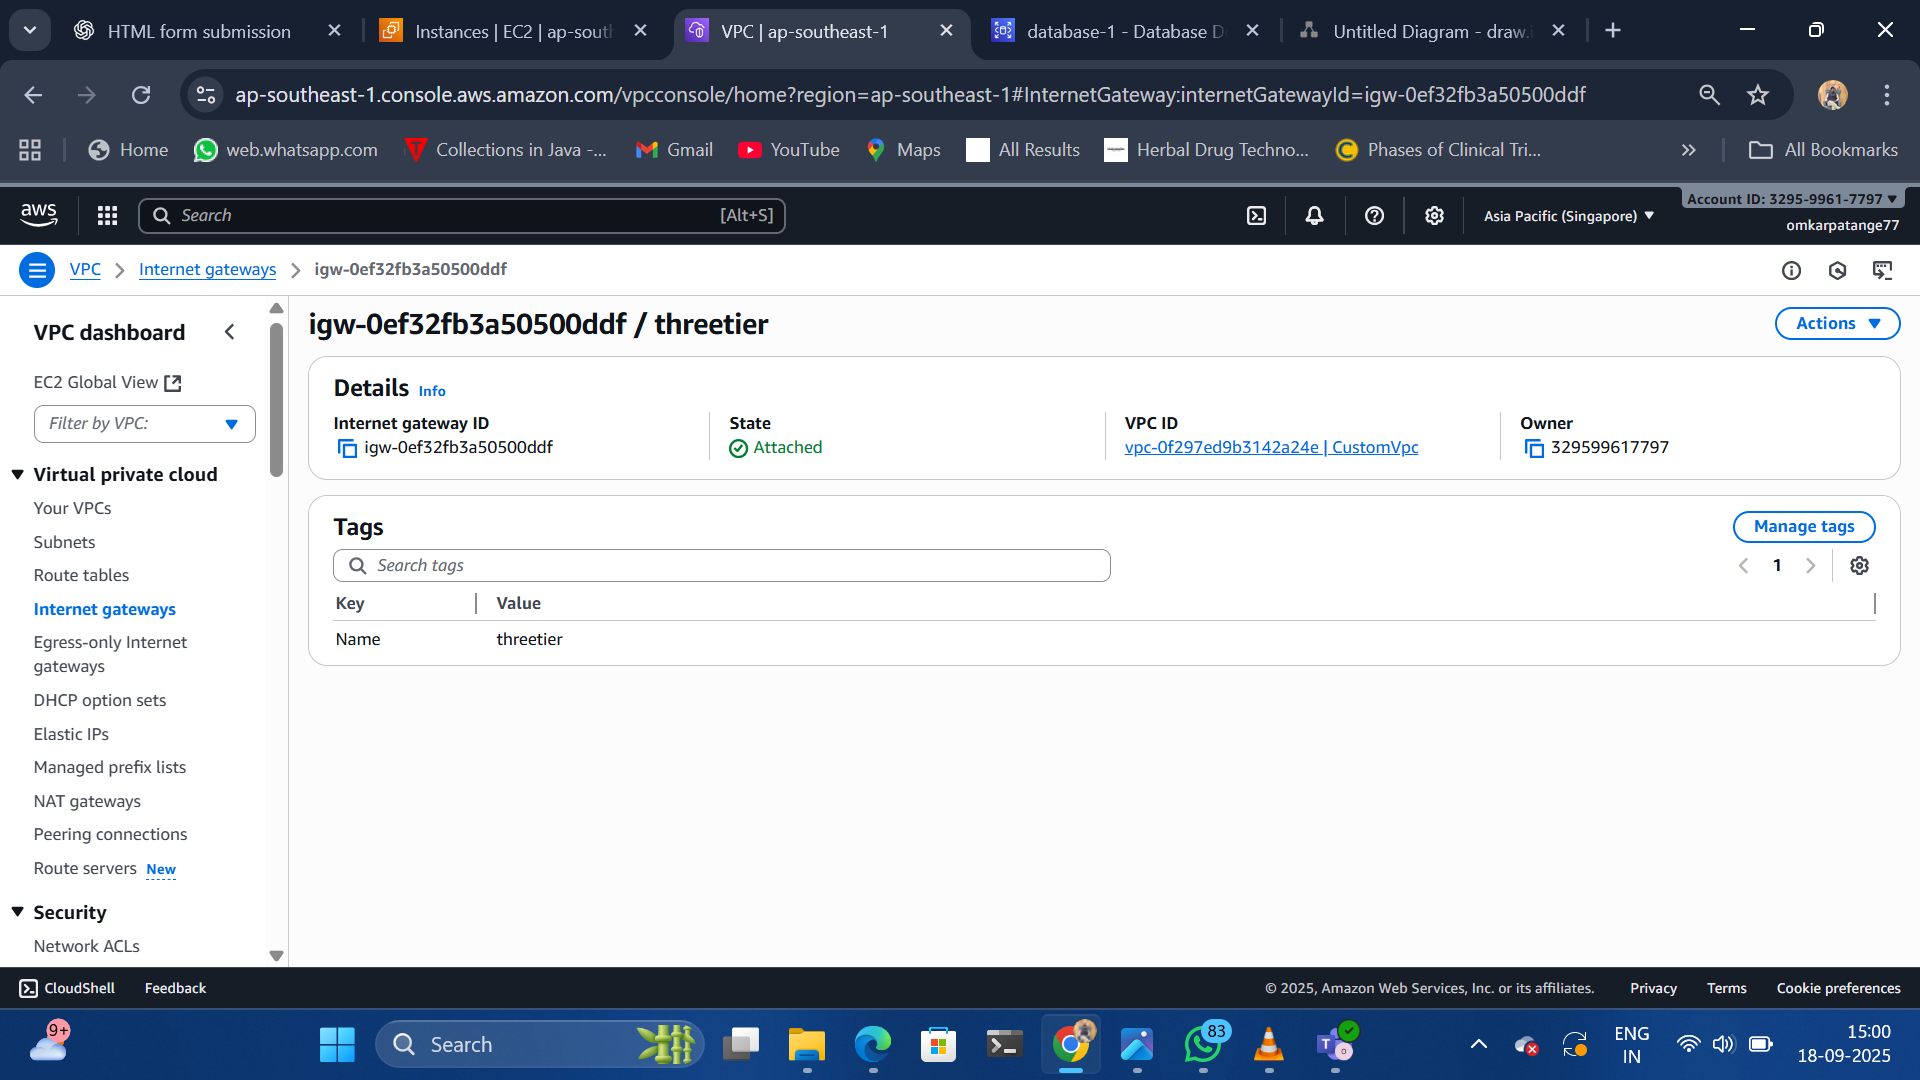 HTML form submission
Instances | EC2 | ap-sout
VPC | ap-southeast-1
database-1 - Database D
Untitled Diagram - draw.
ap-southeast-1.console.aws.amazon.com/vpcconsole/home?region=ap-southeast-1#InternetGateway:internetGatewayId=igw-0ef32fb3a50500ddf
Home
web.whatsapp.com
Collections in Java -...
Gmail
YouTube
Maps
All Results
Herbal Drug Techno...
Phases of Clinical Tri...
All Bookmarks
aws
Search
[Alt+S]
Asia Pacific (Singapore)
Account ID: 3295-9961-7797
omkarpatange77
VPC
Internet gateways
igw-0ef32fb3a50500ddf
VPC dashboard
EC2 Global View
Filter by VPC:
Virtual private cloud
Your VPCs
Subnets
Route tables
Internet gateways
Egress-only Internet
gateways
DHCP option sets
Elastic IPs
Managed prefix lists
NAT gateways
Peering connections
Route servers New
Security
Network ACLs
igw-0ef32fb3a50500ddf / threetier
Actions
Details Info
Internet gateway ID
igw-0ef32fb3a50500ddf
State
Attached
VPC ID
vpc-0f297ed9b3142a24e | CustomVpc
Owner
329599617797
Tags
Manage tags
Search tags
1
Key Value
Name threetier
CloudShell
Feedback
© 2025, Amazon Web Services, Inc. or its affiliates.
Privacy
Terms
Cookie preferences
9+
Search
83
ENG
IN
15:00
18-09-2025